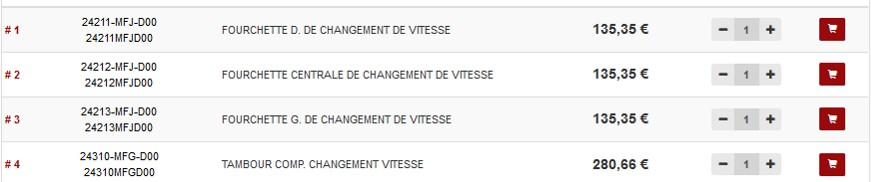 # 1 24211-MFJ-D00 24211MFJD00 FOURCHETTE D. DE CHANGEMENT DE VITESSE 135,35 € − 1 +
# 2 24212-MFJ-D00 24212MFJD00 FOURCHETTE CENTRALE DE CHANGEMENT DE VITESSE 135,35 € − 1 +
# 3 24213-MFJ-D00 24213MFJD00 FOURCHETTE G. DE CHANGEMENT DE VITESSE 135,35 € − 1 +
# 4 24310-MFG-D00 24310MFGD00 TAMBOUR COMP. CHANGEMENT VITESSE 280,66 € − 1 +